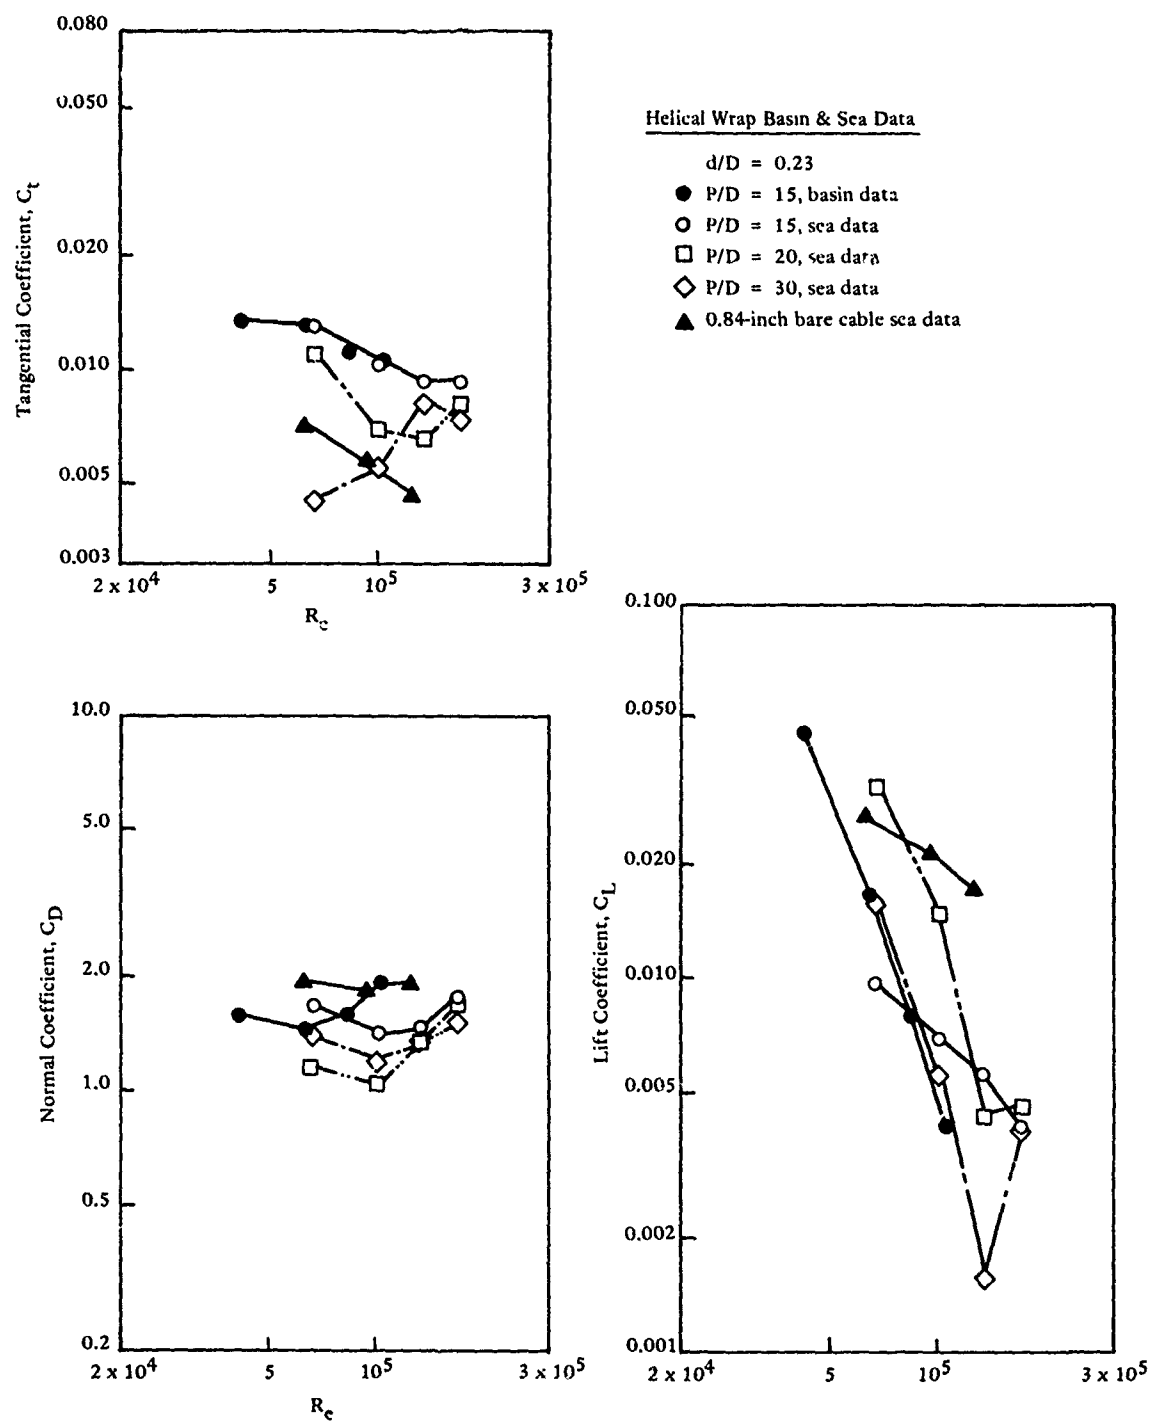 0.080
0.050
0.020
0.010
0.005
0.003
Tangential Coefficient, Ct
2 x 10^4
5
10^5
3 x 10^5
Re
Helical Wrap Basin & Sea Data
d/D = 0.23
P/D = 15, basin data
P/D = 15, sea data
P/D = 20, sea data
P/D = 30, sea data
0.84-inch bare cable sea data
10.0
5.0
2.0
1.0
0.5
0.2
Normal Coefficient, CD
2 x 10^4
5
10^5
3 x 10^5
Re
0.100
0.050
0.020
0.010
0.005
0.002
0.001
Lift Coefficient, CL
2 x 10^4
5
10^5
3 x 10^5